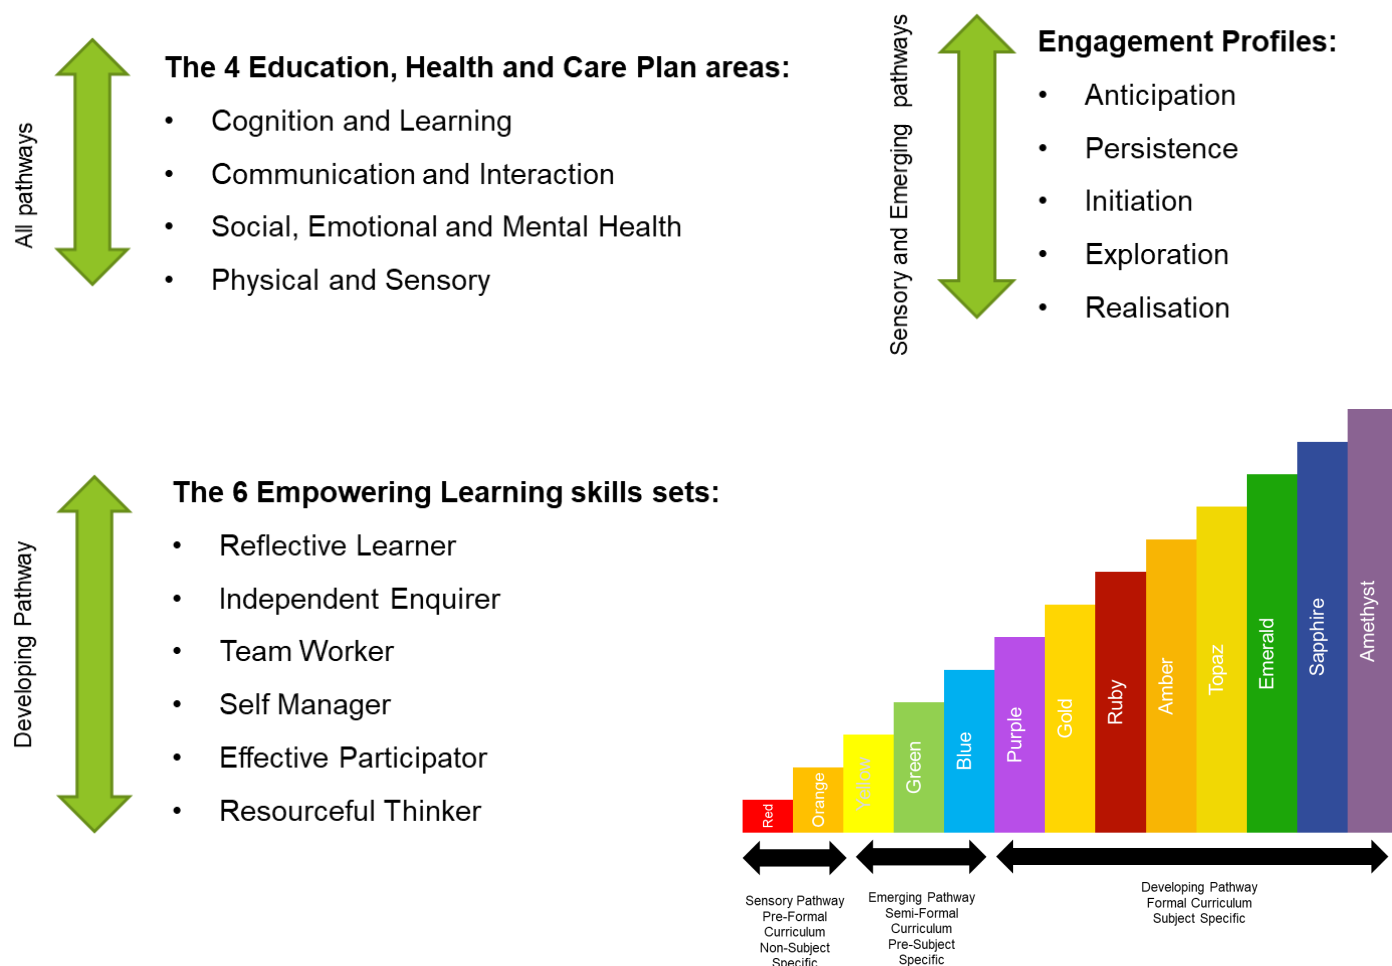 All pathways
The 4 Education, Health and Care Plan areas:
• Cognition and Learning
• Communication and Interaction
• Social, Emotional and Mental Health
• Physical and Sensory
Sensory and Emerging pathways
Engagement Profiles:
• Anticipation
• Persistence
• Initiation
• Exploration
• Realisation
Developing Pathway
The 6 Empowering Learning skills sets:
• Reflective Learner
• Independent Enquirer
• Team Worker
• Self Manager
• Effective Participator
• Resourceful Thinker
Red
Orange
Yellow
Green
Blue
Purple
Gold
Ruby
Amber
Topaz
Emerald
Sapphire
Amethyst
Sensory Pathway
Pre-Formal
Curriculum
Non-Subject
Specific
Emerging Pathway
Semi-Formal
Curriculum
Pre-Subject
Specific
Developing Pathway
Formal Curriculum
Subject Specific